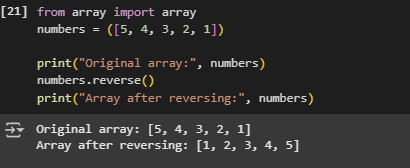 [21] from array import array
numbers = ([5, 4, 3, 2, 1])
print("Original array:", numbers)
numbers.reverse()
print("Array after reversing:", numbers)
Original array: [5, 4, 3, 2, 1]
Array after reversing: [1, 2, 3, 4, 5]